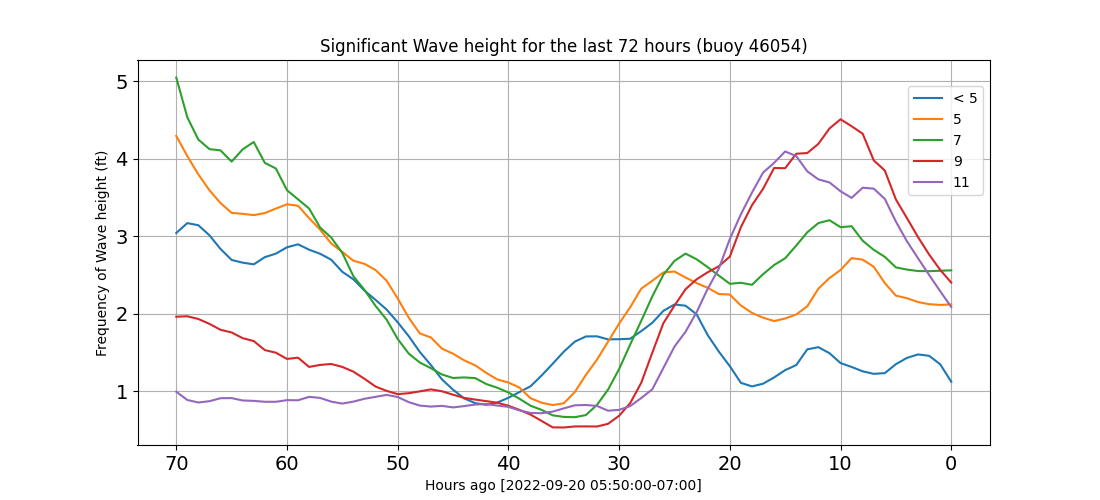 Significant Wave height for the last 72 hours (buoy 46054)
Frequency of Wave height (ft)
5
4
3
2
1
< 5
5
7
9
11
70 60 50 40 30 20 10 0
Hours ago [2022-09-20 05:50:00-07:00]